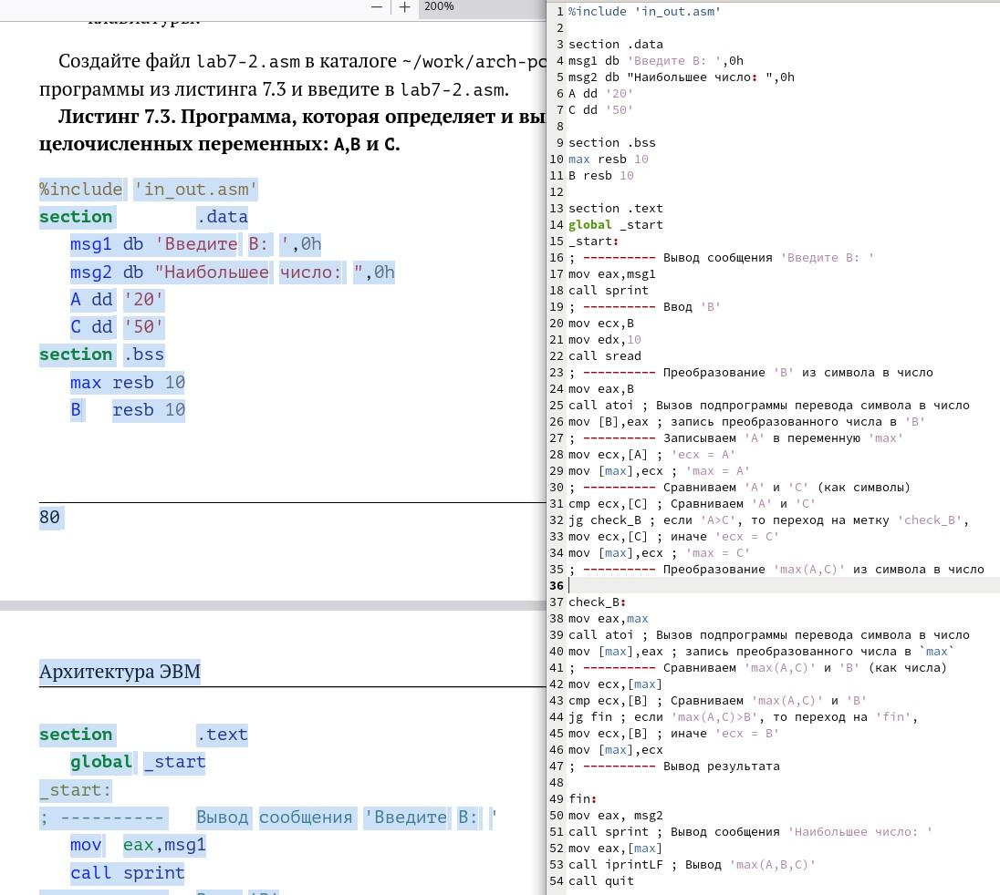 200%
клавиатуры.
Создайте файл lab7-2.asm в каталоге ~/work/arch-pc
программы из листинга 7.3 и введите в lab7-2.asm.
Листинг 7.3. Программа, которая определяет и вы
целочисленных переменных: A,B и C.
%include 'in_out.asm'
section .data
msg1 db 'Введите B: ',0h
msg2 db "Наибольшее число: ",0h
A dd '20'
C dd '50'
section .bss
max resb 10
B resb 10
80
Архитектура ЭВМ
section .text
global _start
_start:
; ---------- Вывод сообщения 'Введите B: '
mov eax,msg1
call sprint
1 %include 'in_out.asm'
2
3 section .data
4 msg1 db 'Введите B: ',0h
5 msg2 db "Наибольшее число: ",0h
6 A dd '20'
7 C dd '50'
8
9 section .bss
10 max resb 10
11 B resb 10
12
13 section .text
14 global _start
15 _start:
16 ; ---------- Вывод сообщения 'Введите B: '
17 mov eax,msg1
18 call sprint
19 ; ---------- Ввод 'B'
20 mov ecx,B
21 mov edx,10
22 call sread
23 ; ---------- Преобразование 'B' из символа в число
24 mov eax,B
25 call atoi ; Вызов подпрограммы перевода символа в число
26 mov [B],eax ; запись преобразованного числа в 'B'
27 ; ---------- Записываем 'A' в переменную 'max'
28 mov ecx,[A] ; 'ecx = A'
29 mov [max],ecx ; 'max = A'
30 ; ---------- Сравниваем 'A' и 'С' (как символы)
31 cmp ecx,[C] ; Сравниваем 'A' и 'С'
32 jg check_B ; если 'A>C', то переход на метку 'check_B',
33 mov ecx,[C] ; иначе 'ecx = C'
34 mov [max],ecx ; 'max = C'
35 ; ---------- Преобразование 'max(A,C)' из символа в число
36
37 check_B:
38 mov eax,max
39 call atoi ; Вызов подпрограммы перевода символа в число
40 mov [max],eax ; запись преобразованного числа в `max`
41 ; ---------- Сравниваем 'max(A,C)' и 'B' (как числа)
42 mov ecx,[max]
43 cmp ecx,[B] ; Сравниваем 'max(A,C)' и 'B'
44 jg fin ; если 'max(A,C)>B', то переход на 'fin',
45 mov ecx,[B] ; иначе 'ecx = B'
46 mov [max],ecx
47 ; ---------- Вывод результата
48
49 fin:
50 mov eax, msg2
51 call sprint ; Вывод сообщения 'Наибольшее число: '
52 mov eax,[max]
53 call iprintLF ; Вывод 'max(A,B,C)'
54 call quit